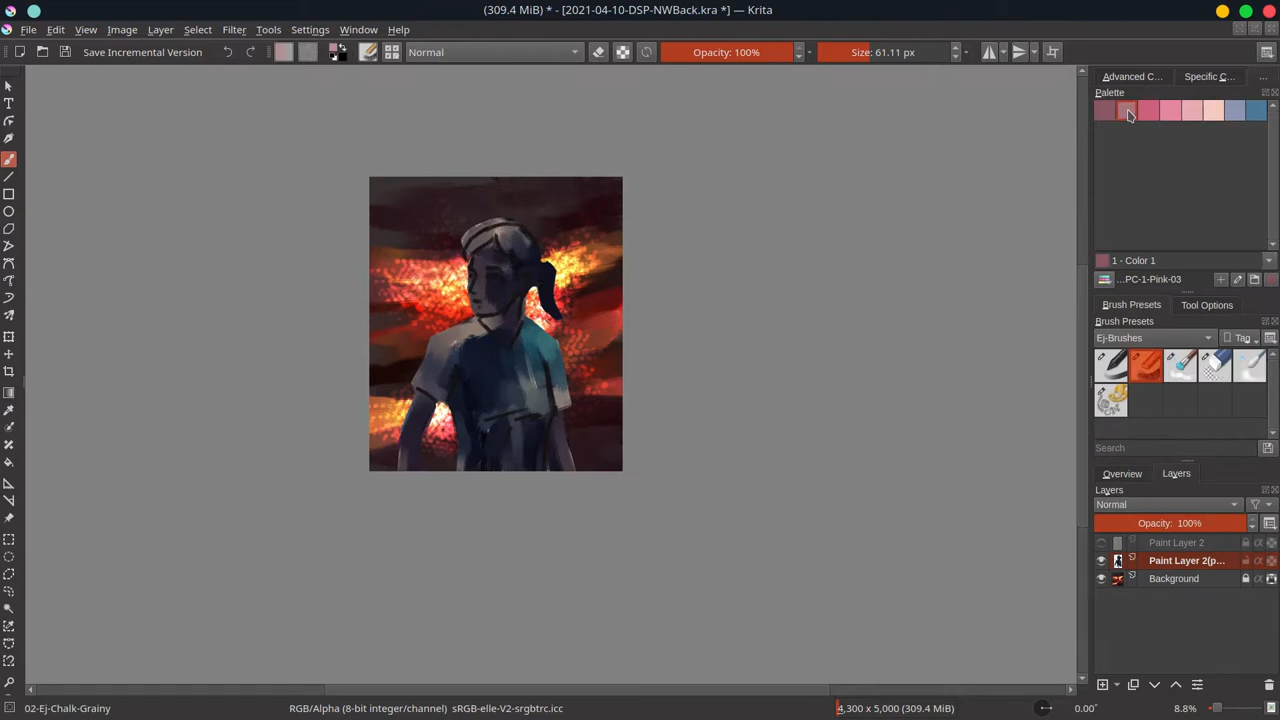 (309.4 MiB) * - [2021-04-10-DSP-NWBack.kra *] — Krita
File Edit View Image Layer Select Filter Tools Settings Window Help
Save Incremental Version Normal Opacity: 100% Size: 61.11 px
Advanced C... Specific C... ...
Palette
1 - Color 1
...PC-1-Pink-03
Brush Presets Tool Options
Brush Presets
Ej-Brushes Tag
Search
Overview Layers
Layers
Normal
Opacity: 100%
Paint Layer 2
Paint Layer 2(p...
Background
02-Ej-Chalk-Grainy RGB/Alpha (8-bit integer/channel) sRGB-elle-V2-srgbtrc.icc 4,300 x 5,000 (309.4 MiB) 0.00° 8.8%